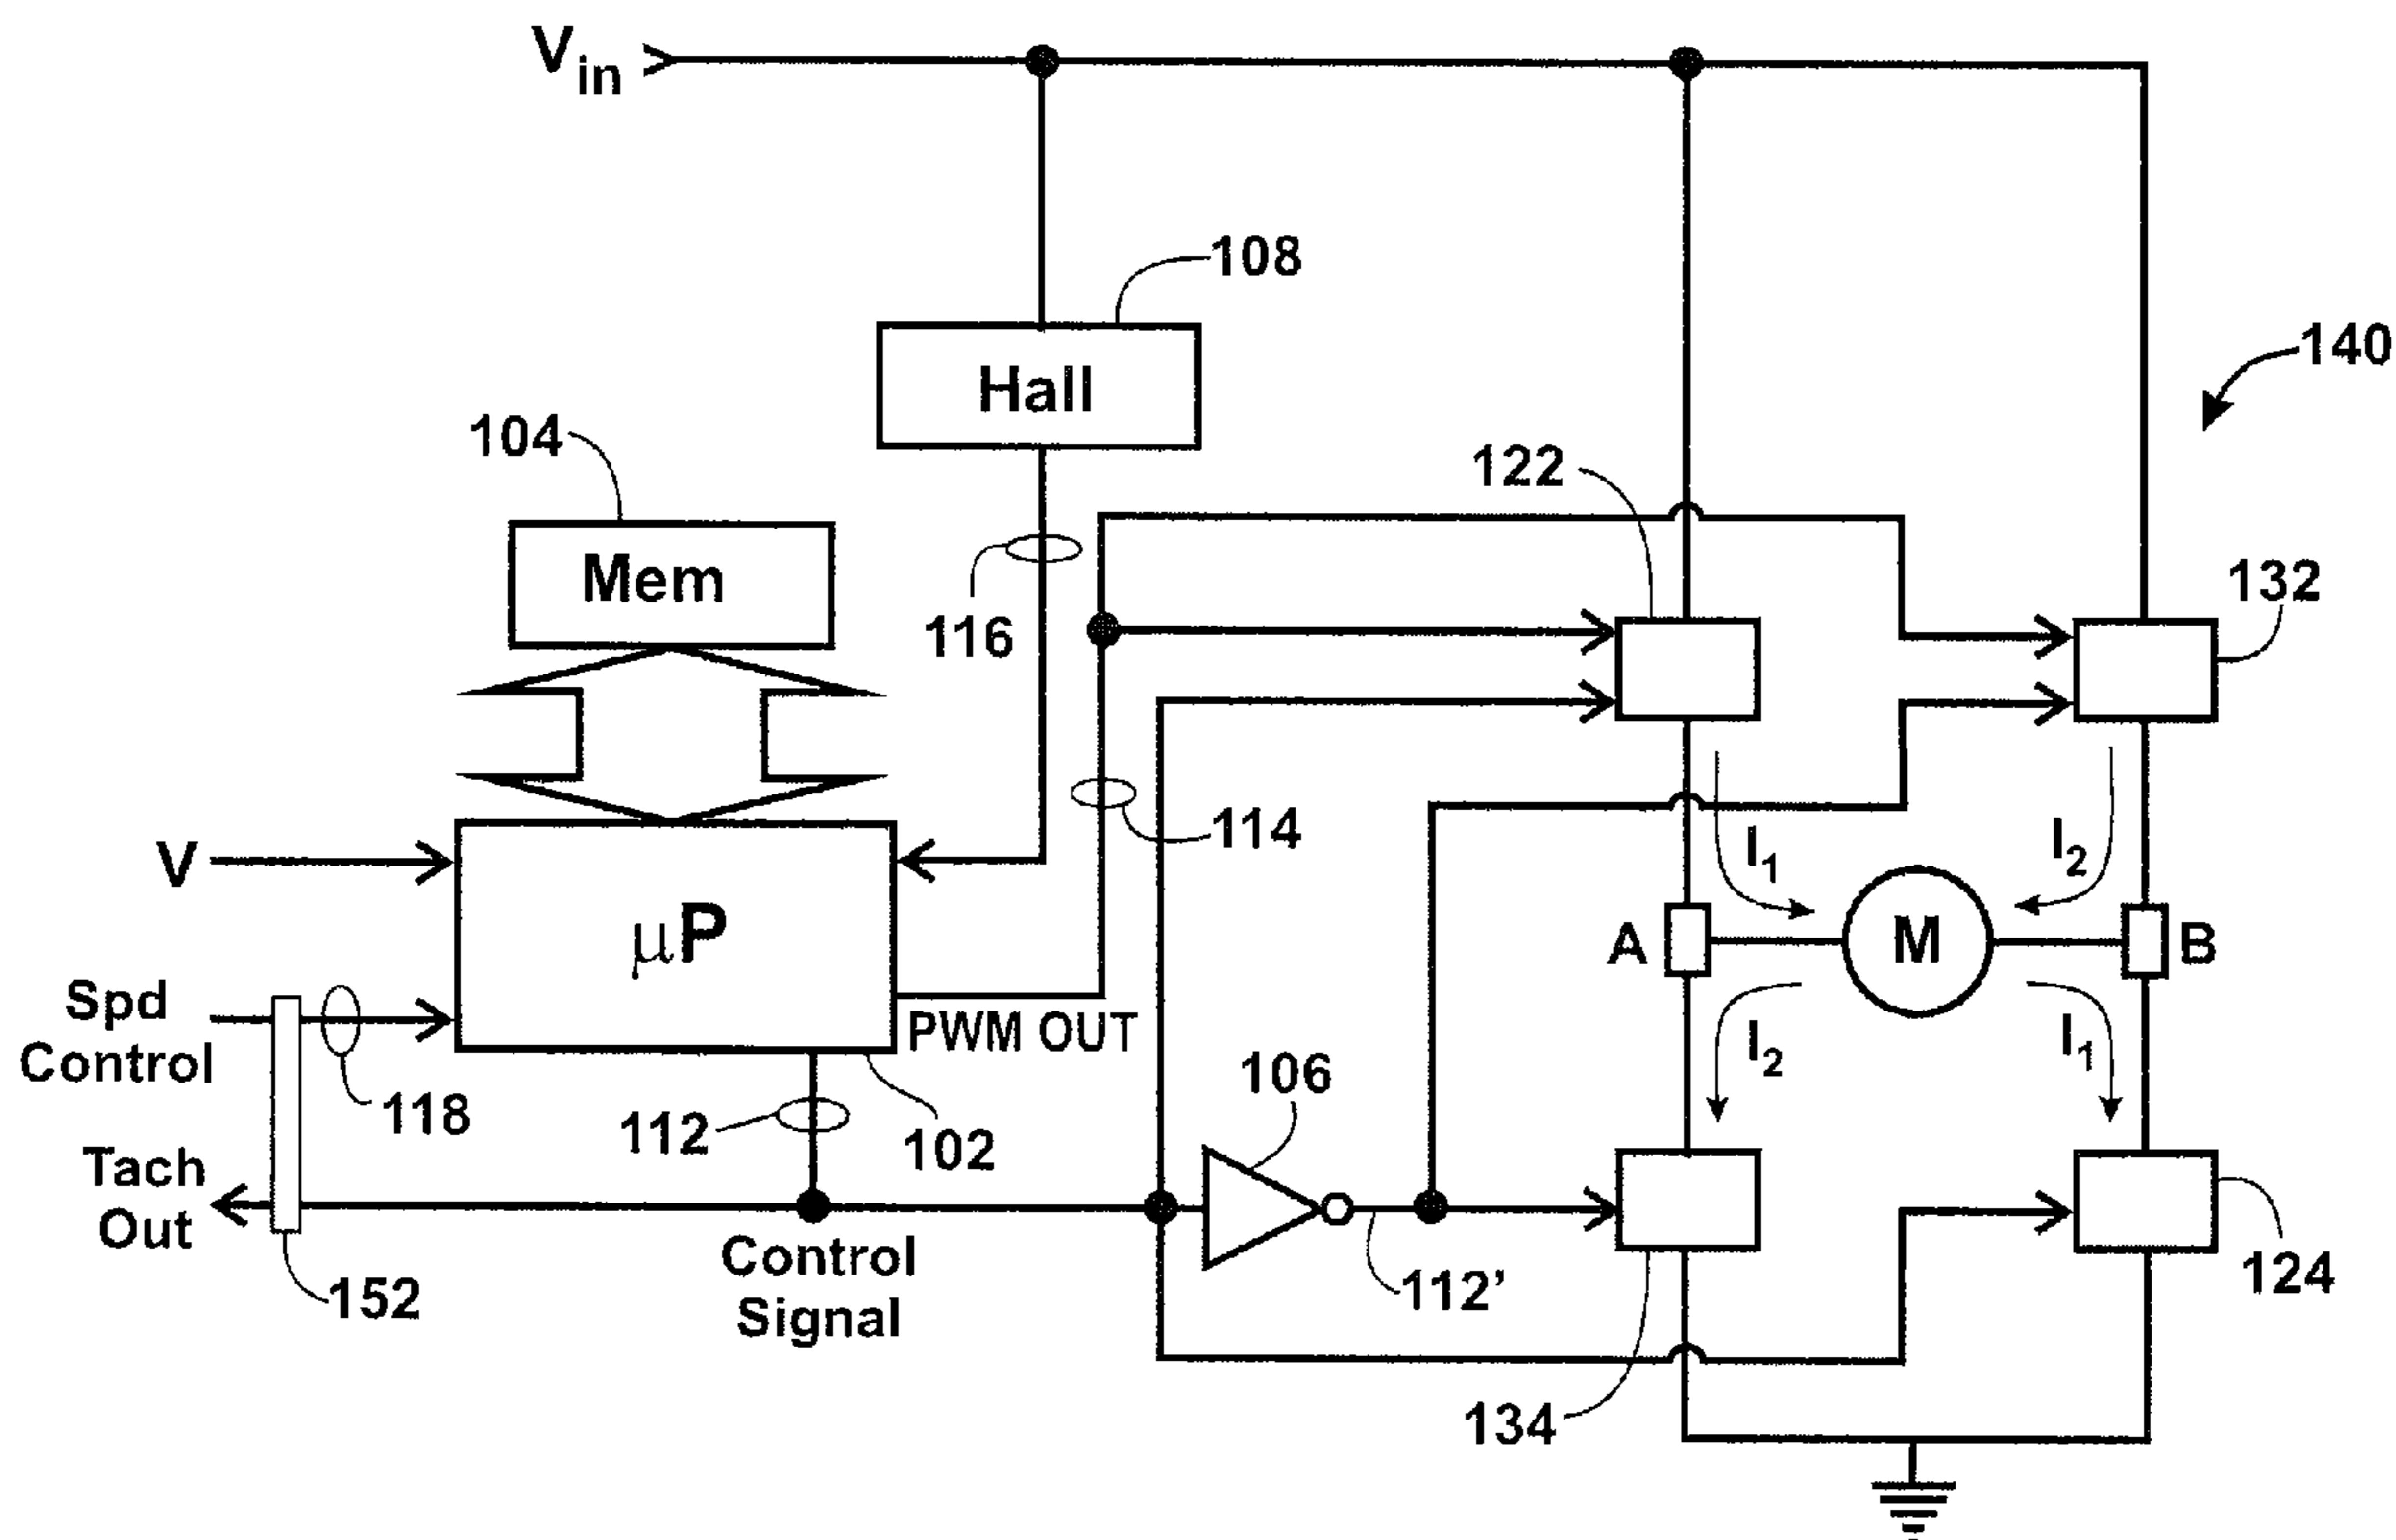 Vin
108
140
Hall
104
122
Mem
132
116
114
V
I1
I2
μP
A
M
B
Spd
Control
PWM OUT
I2
I1
118
112
102
106
Tach
Out
Control
Signal
112’
124
152
134